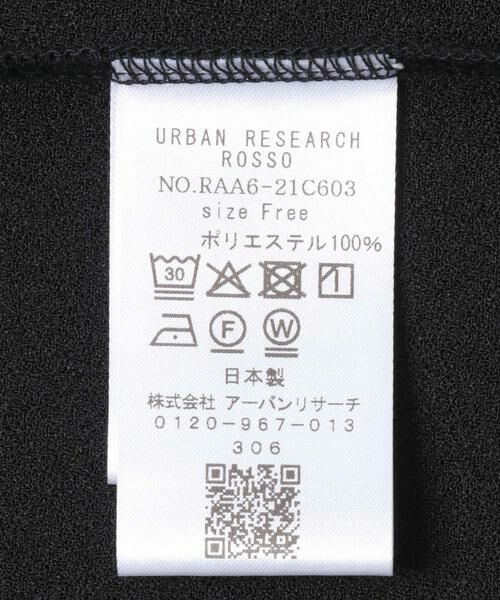 URBAN RESEARCH
ROSSO
NO.RAA6-21C603
size Free
ポリエステル100%
30
F W
日本製
株式会社 アーバンリサーチ
0120-967-013
306